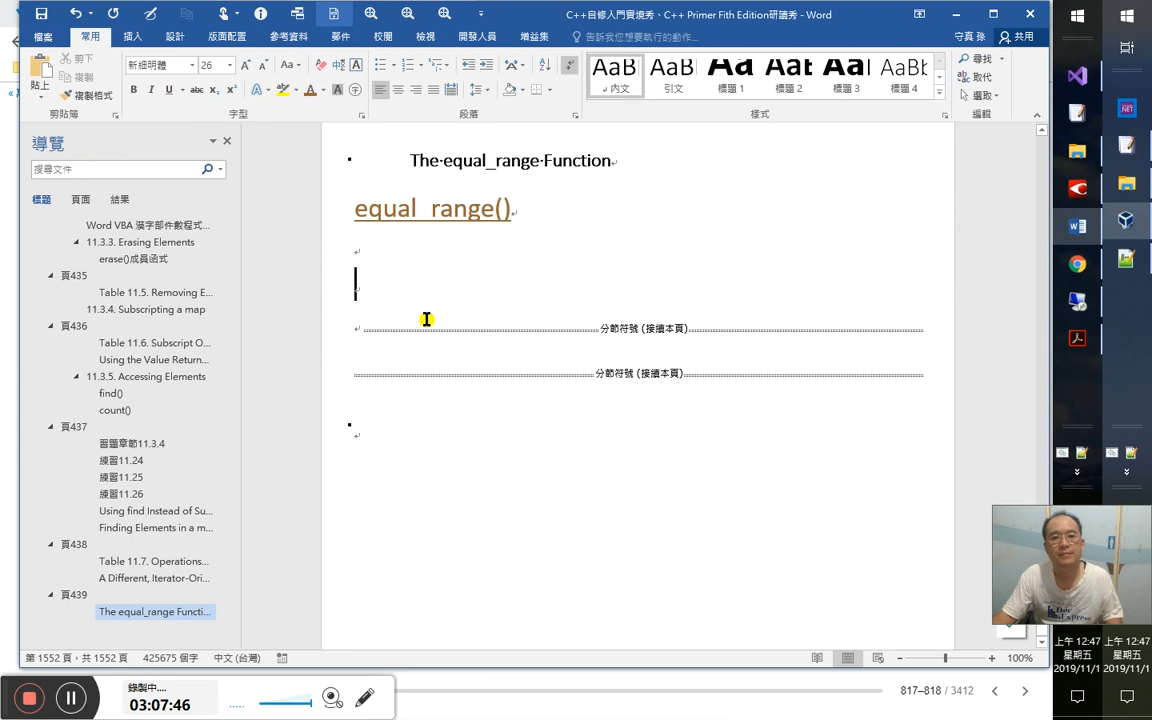 C++自修入門實境秀、C++ Primer Fifth Edition研讀秀 - Word
檔案 常用 插入 設計 版面配置 參考資料 郵件 校閱 檢視 開發人員 增益集 告訴我您想要執行的動作... 守真 孫 共用
貼上 剪下 複製 複製格式
新細明體 26
B I U abc X₂ X²
AaB 內文 AaB 引文 Aa 標題 1 Aat 標題 2 Aal 標題 3 AaBk 標題 4
尋找 取代 選取
剪貼簿 字型 段落 樣式 編輯
導覽
搜尋文件
標題 頁面 結果
Word VBA 漢字部件數程式...
11.3.3. Erasing Elements
erase()成員函式
頁435
Table 11.5. Removing E...
11.3.4. Subscripting a map
頁436
Table 11.6. Subscript O...
Using the Value Return...
11.3.5. Accessing Elements
find()
count()
頁437
習題章節11.3.4
練習11.24
練習11.25
練習11.26
Using find Instead of Su...
Finding Elements in a m...
頁438
Table 11.7. Operations...
A Different, Iterator-Ori...
頁439
The equal_range Functi...
The equal_range Function
equal_range()
分節符號 (接續本頁)
分節符號 (接續本頁)
第 1552 頁，共 1552 頁 425675 個字 中文 (台灣) 100%
錄製中....
03:07:46
817–818 / 3412
上午 12:47
星期五
2019/11/1
上午 12:47
星期五
2019/11/1